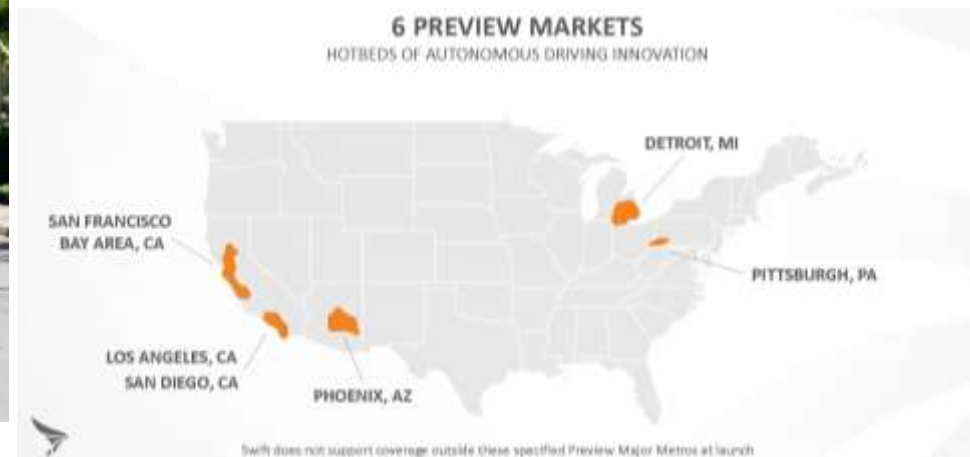 6 PREVIEW MARKETS
HOTBEDS OF AUTONOMOUS DRIVING INNOVATION
DETROIT, MI
SAN FRANCISCO
BAY AREA, CA
PITTSBURGH, PA
LOS ANGELES, CA
SAN DIEGO, CA
PHOENIX, AZ
Swift does not support coverage outside these specified Preview Major Metros at launch